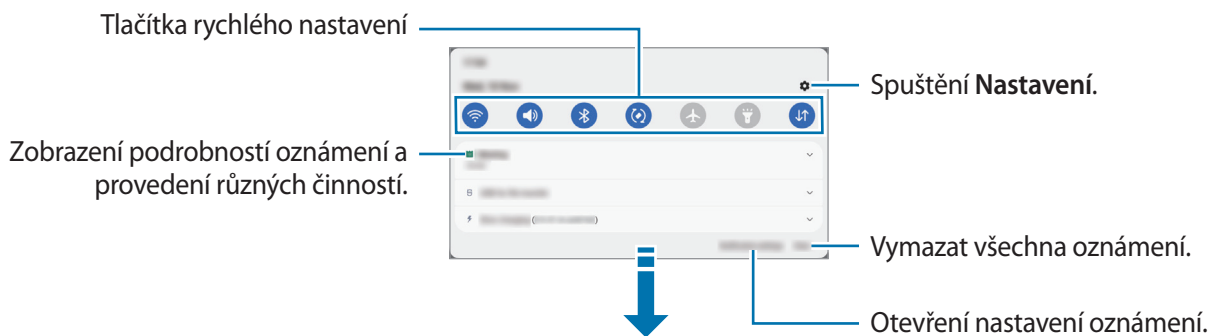 Tlačítka rychlého nastavení
Spuštění Nastavení.
Zobrazení podrobností oznámení a
provedení různých činností.
Vymazat všechna oznámení.
Otevření nastavení oznámení.